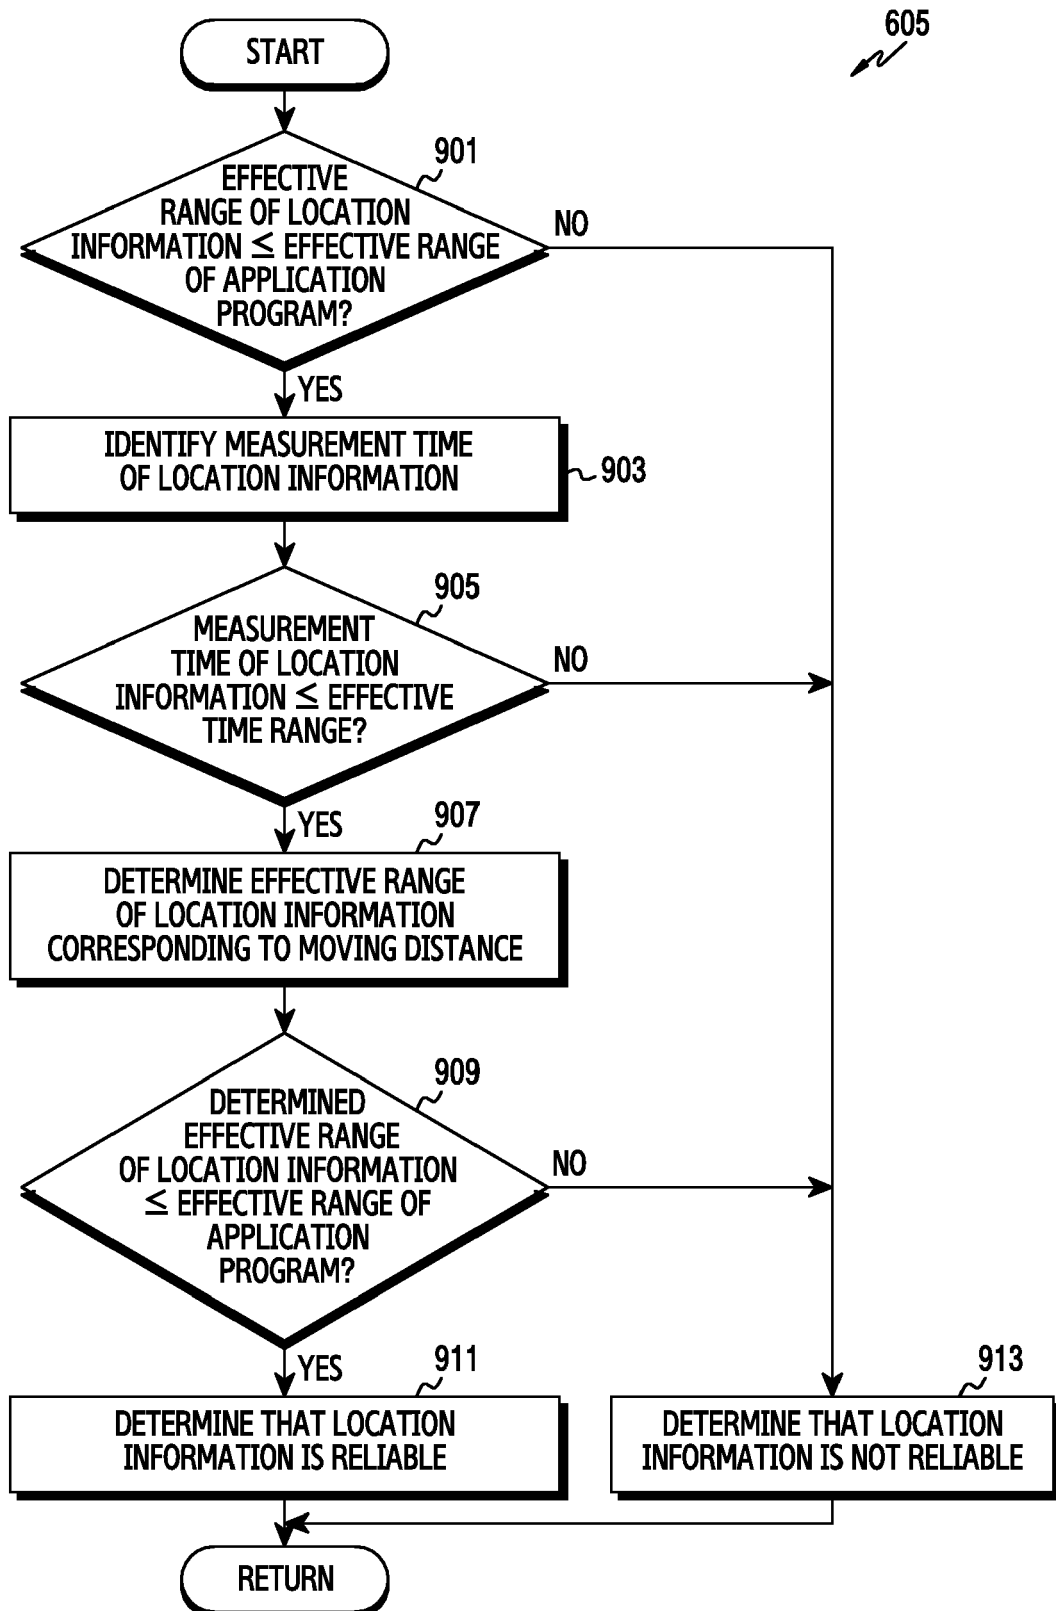 START
605
901
EFFECTIVE
RANGE OF LOCATION
INFORMATION ≤ EFFECTIVE RANGE
OF APPLICATION
PROGRAM?
NO
YES
IDENTIFY MEASUREMENT TIME
OF LOCATION INFORMATION
903
905
MEASUREMENT
TIME OF LOCATION
INFORMATION ≤ EFFECTIVE
TIME RANGE?
NO
YES
907
DETERMINE EFFECTIVE RANGE
OF LOCATION INFORMATION
CORRESPONDING TO MOVING DISTANCE
909
DETERMINED
EFFECTIVE RANGE
OF LOCATION INFORMATION
≤ EFFECTIVE RANGE OF
APPLICATION
PROGRAM?
NO
YES
911
DETERMINE THAT LOCATION
INFORMATION IS RELIABLE
913
DETERMINE THAT LOCATION
INFORMATION IS NOT RELIABLE
RETURN